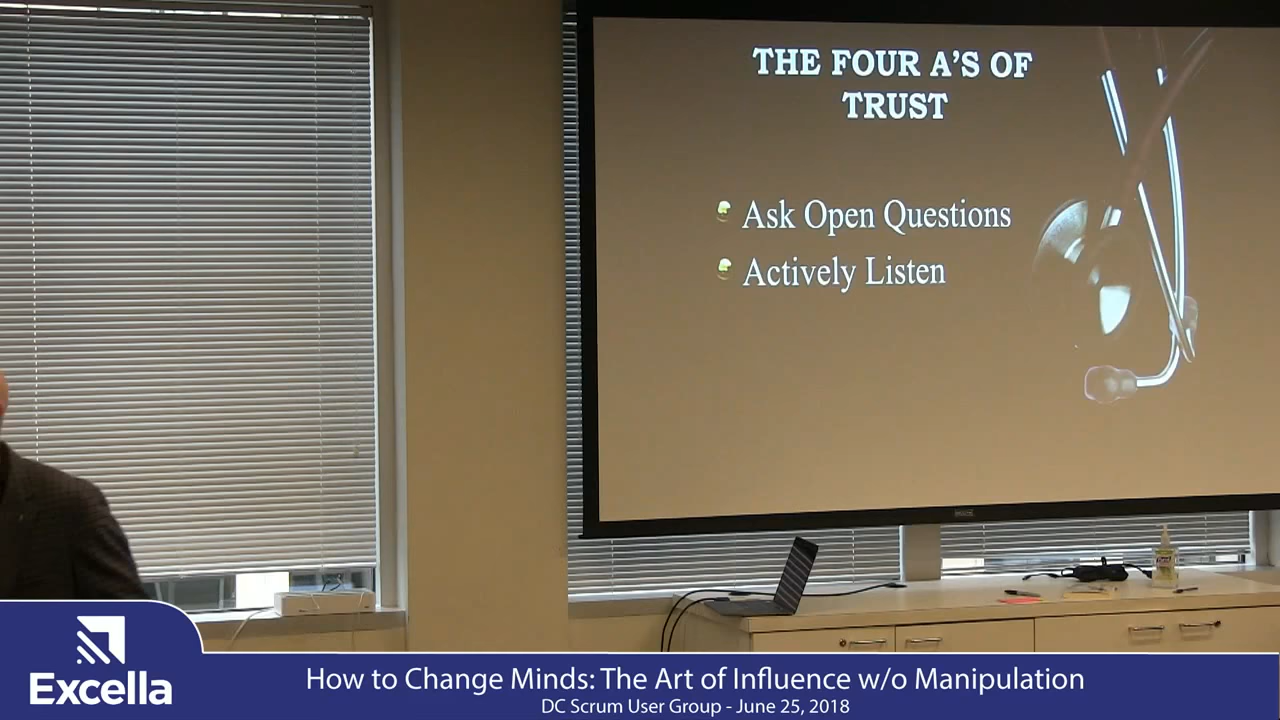 THE FOUR A'S OF
TRUST
Ask Open Questions
Actively Listen
Excella
How to Change Minds: The Art of Influence w/o Manipulation
DC Scrum User Group - June 25, 2018